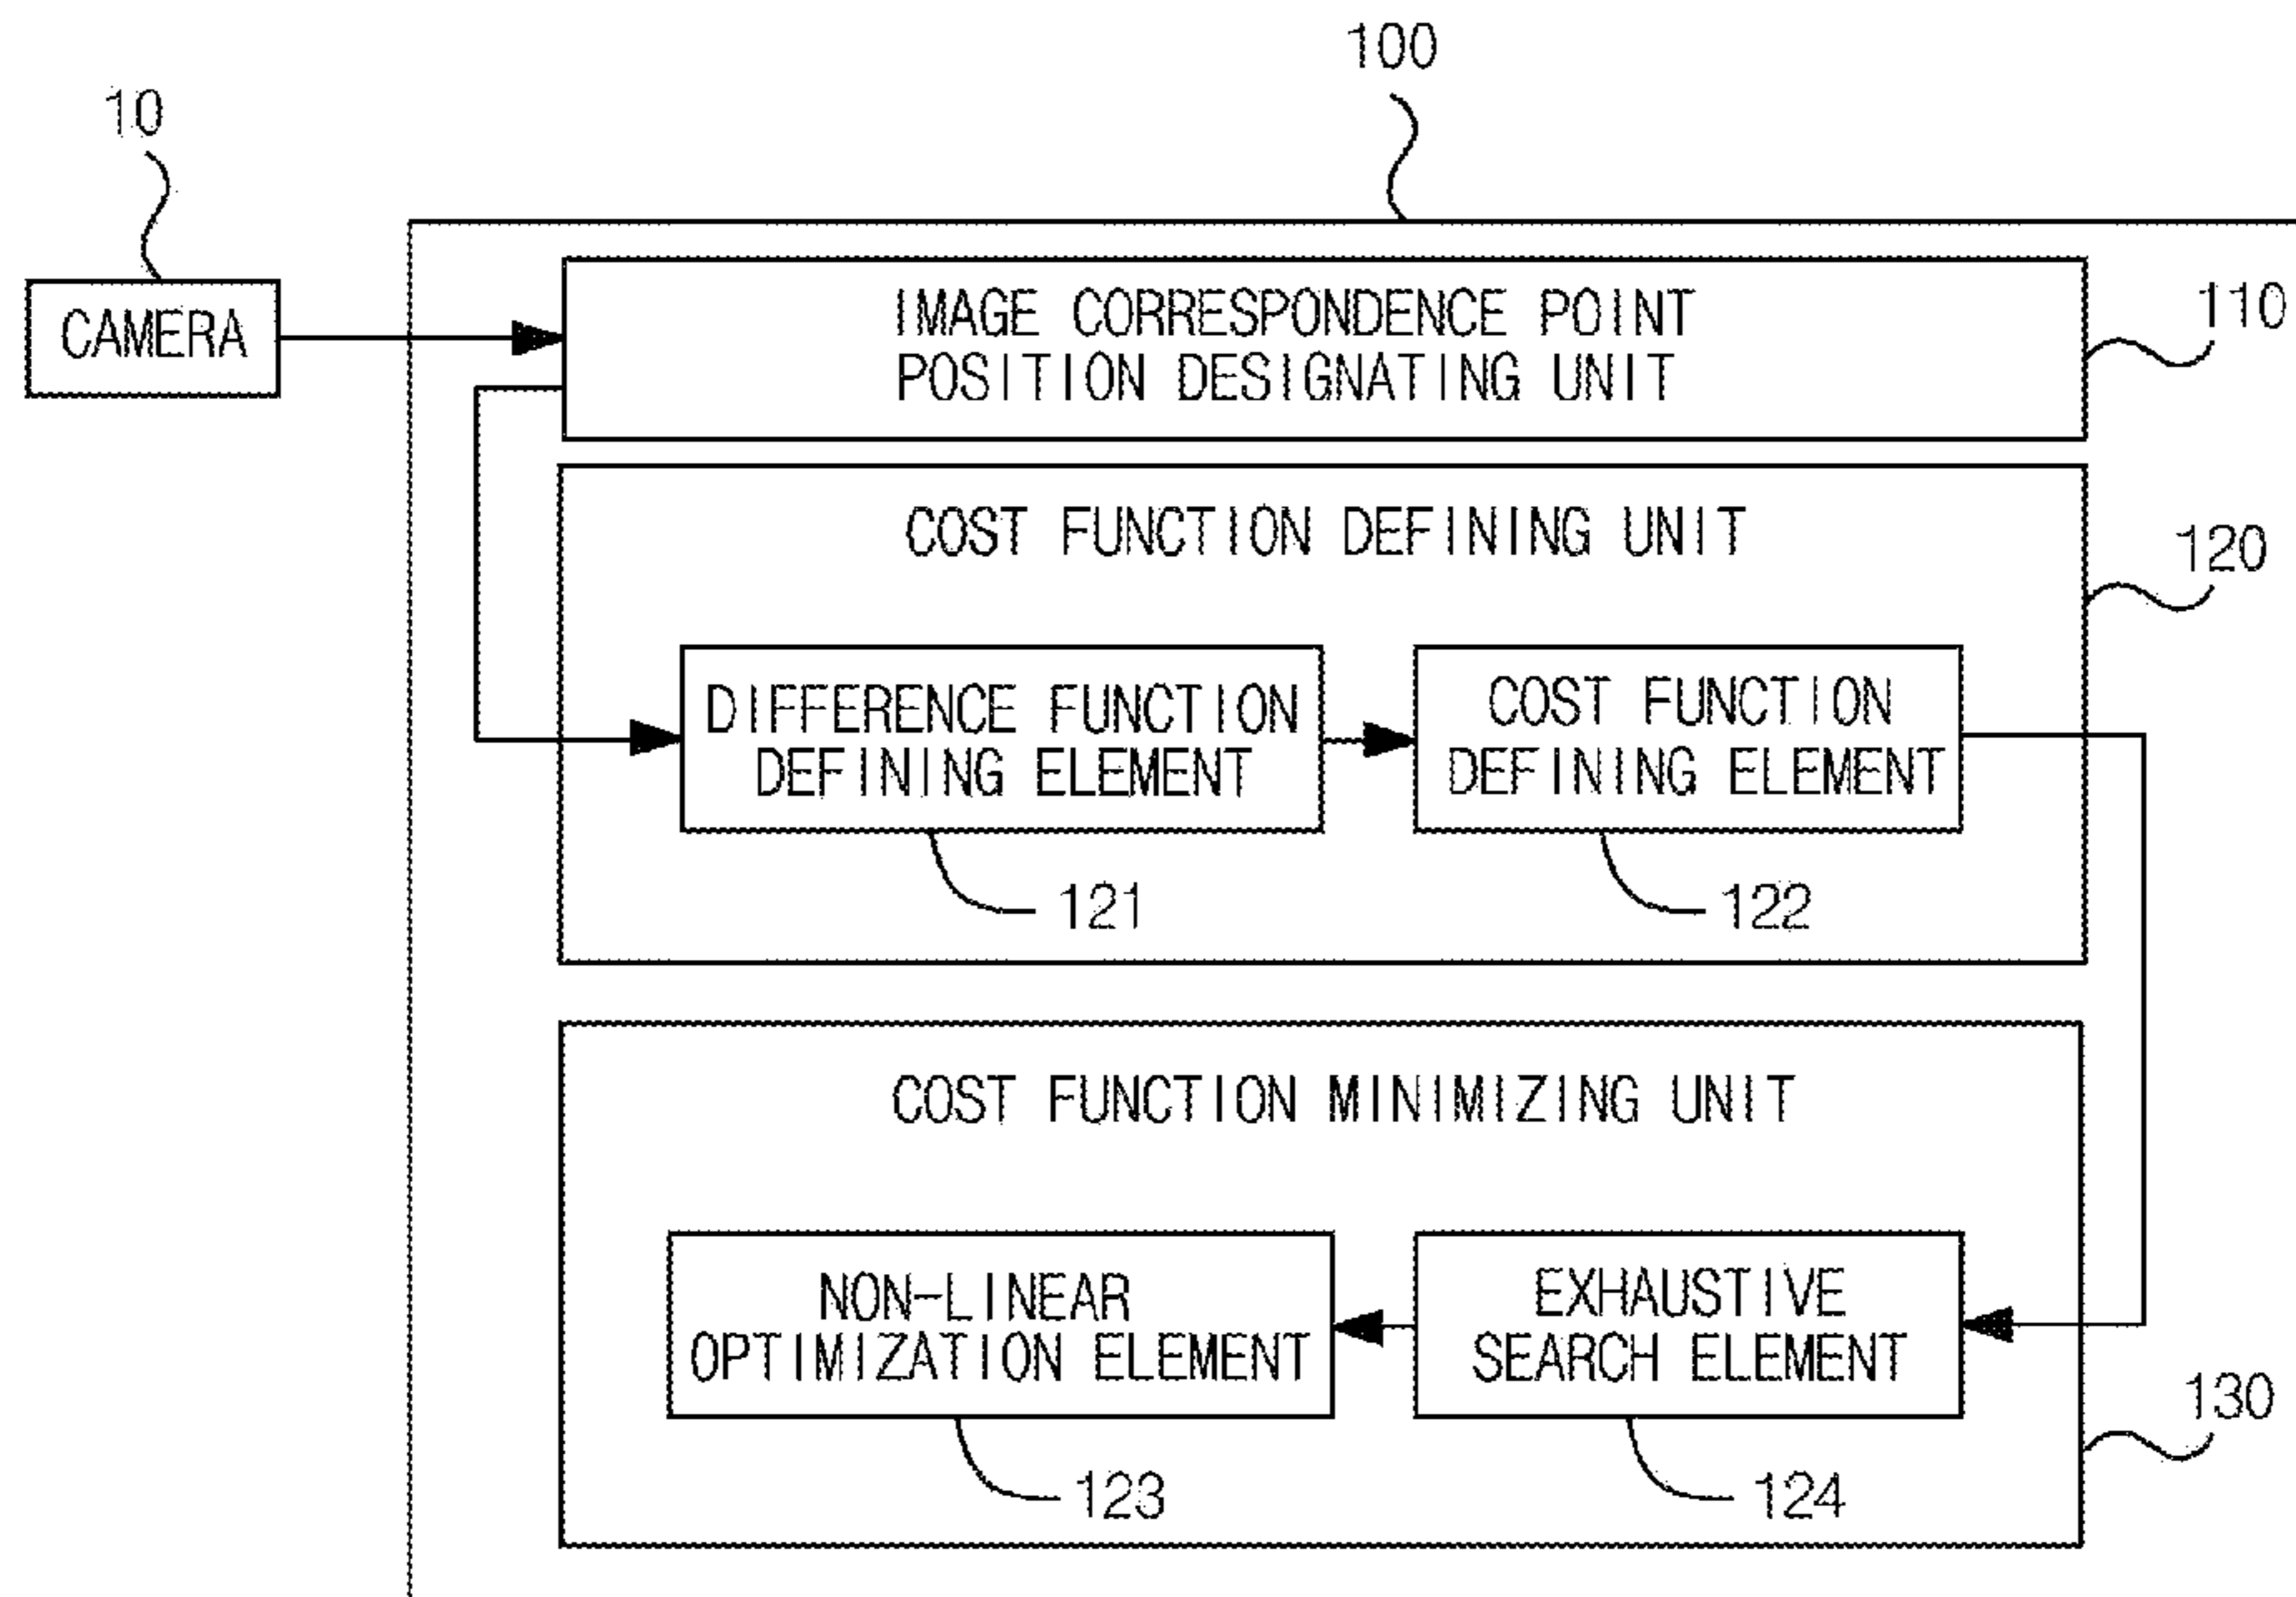 100
10
CAMERA
IMAGE CORRESPONDENCE POINT
POSITION DESIGNATING UNIT
110
COST FUNCTION DEFINING UNIT
120
DIFFERENCE FUNCTION
DEFINING ELEMENT
COST FUNCTION
DEFINING ELEMENT
121
122
COST FUNCTION MINIMIZING UNIT
NON-LINEAR
OPTIMIZATION ELEMENT
EXHAUSTIVE
SEARCH ELEMENT
130
123
124